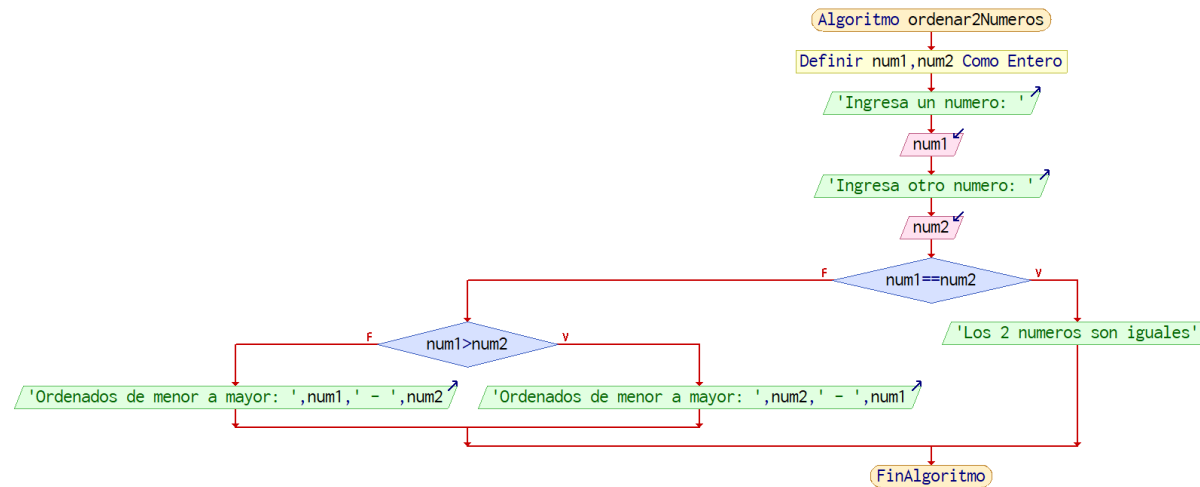 Algoritmo ordenar2Numeros
Definir num1,num2 Como Entero
'Ingresa un numero: '
num1
'Ingresa otro numero: '
num2
F
num1==num2
V
F
num1>num2
V
'Los 2 numeros son iguales'
'Ordenados de menor a mayor: ',num1,' - ',num2
'Ordenados de menor a mayor: ',num2,' - ',num1
FinAlgoritmo